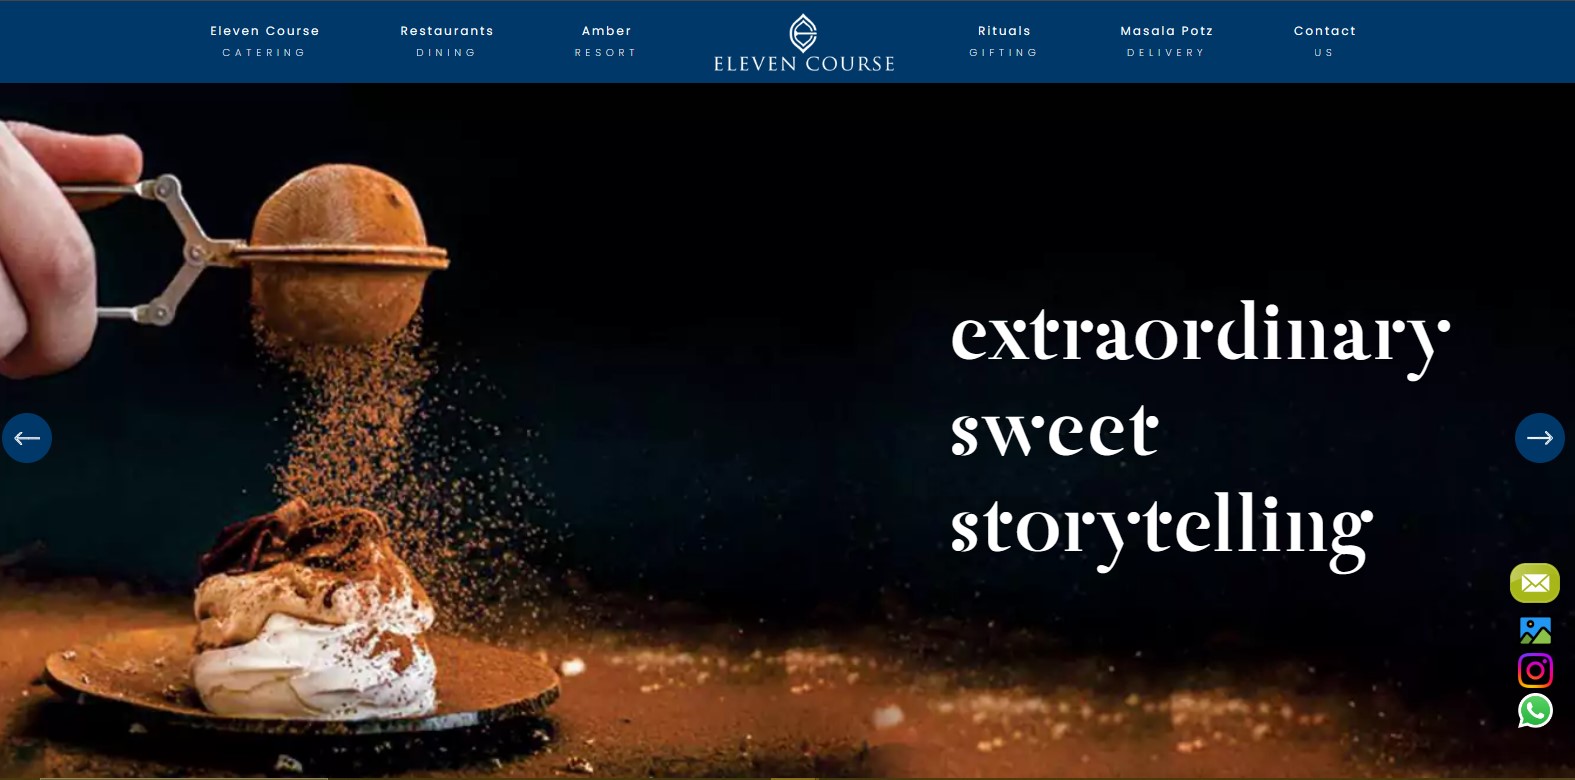 Eleven Course
CATERING
Restaurants
DINING
Amber
RESORT
ELEVEN COURSE
Rituals
GIFTING
Masala Potz
DELIVERY
Contact
US
extraordinary
sweet
storytelling